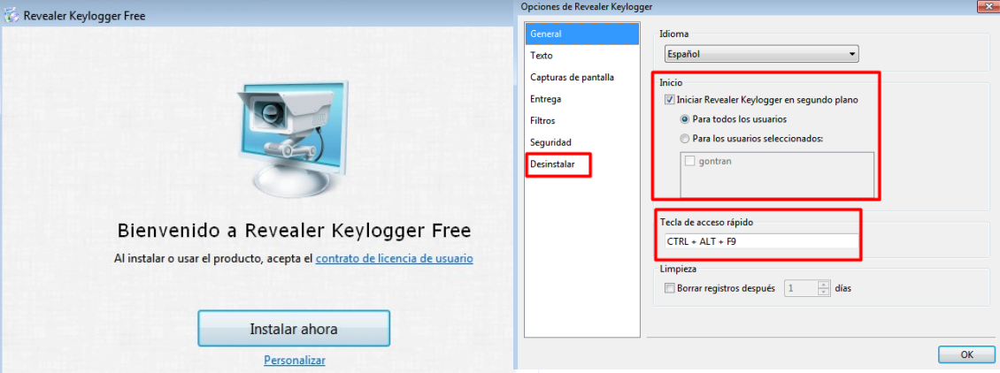 Revealer Keylogger Free
Bienvenido a Revealer Keylogger Free
Al instalar o usar el producto, acepta el contrato de licencia de usuario
Instalar ahora
Personalizar
Opciones de Revealer Keylogger
General
Texto
Capturas de pantalla
Entrega
Filtros
Seguridad
Desinstalar
Idioma
Español
Inicio
Iniciar Revealer Keylogger en segundo plano
Para todos los usuarios
Para los usuarios seleccionados:
gontran
Tecla de acceso rápido
CTRL + ALT + F9
Limpieza
Borrar registros después 1 días
OK